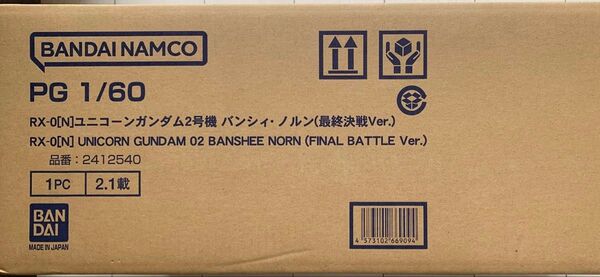 BANDAI NAMCO
PG 1/60
RX-0[N]ユニコーンガンダム2号機 バンシィ・ノルン(最終決戦Ver.)
RX-0[N] UNICORN GUNDAM 02 BANSHEE NORN (FINAL BATTLE Ver.)
品番：2412540
1PC 2.1載
BAN
DAI
MADE IN JAPAN
4 573102 669094